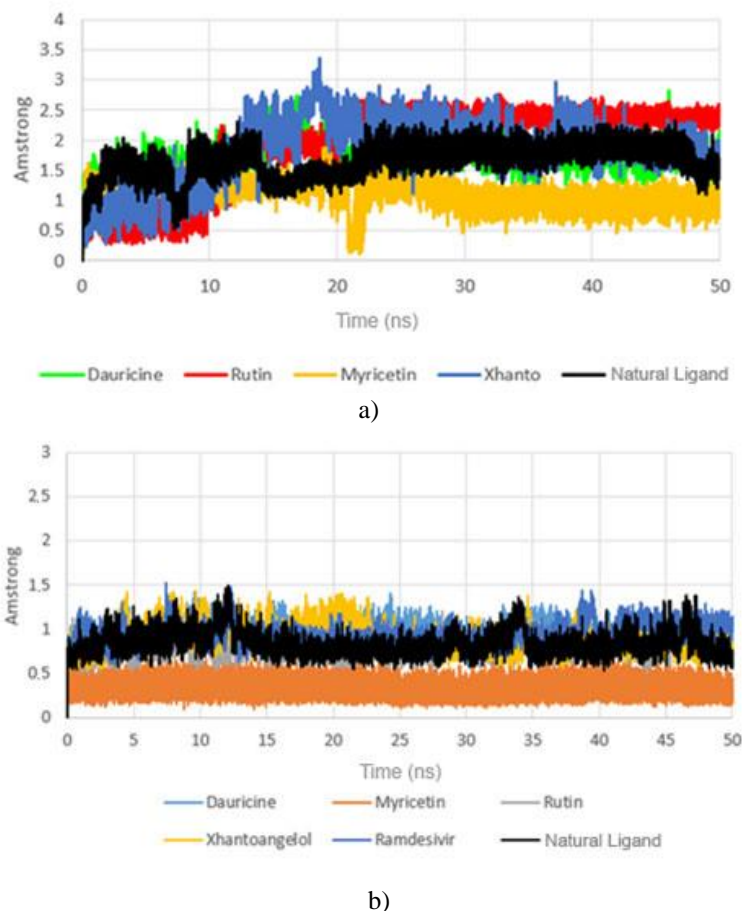 4
3.5
3
2.5
2
1.5
1
0.5
0
Amstrong
0 10 20 30 40 50
Time (ns)
Dauricine Rutin Myricetin Xhanto Natural Ligand
a)
3
2.5
2
1.5
1
0.5
0
Amstrong
0 5 10 15 20 25 30 35 40 45 50
Time (ns)
Dauricine Myricetin Rutin
Xhantoangelol Ramdesivir Natural Ligand
b)